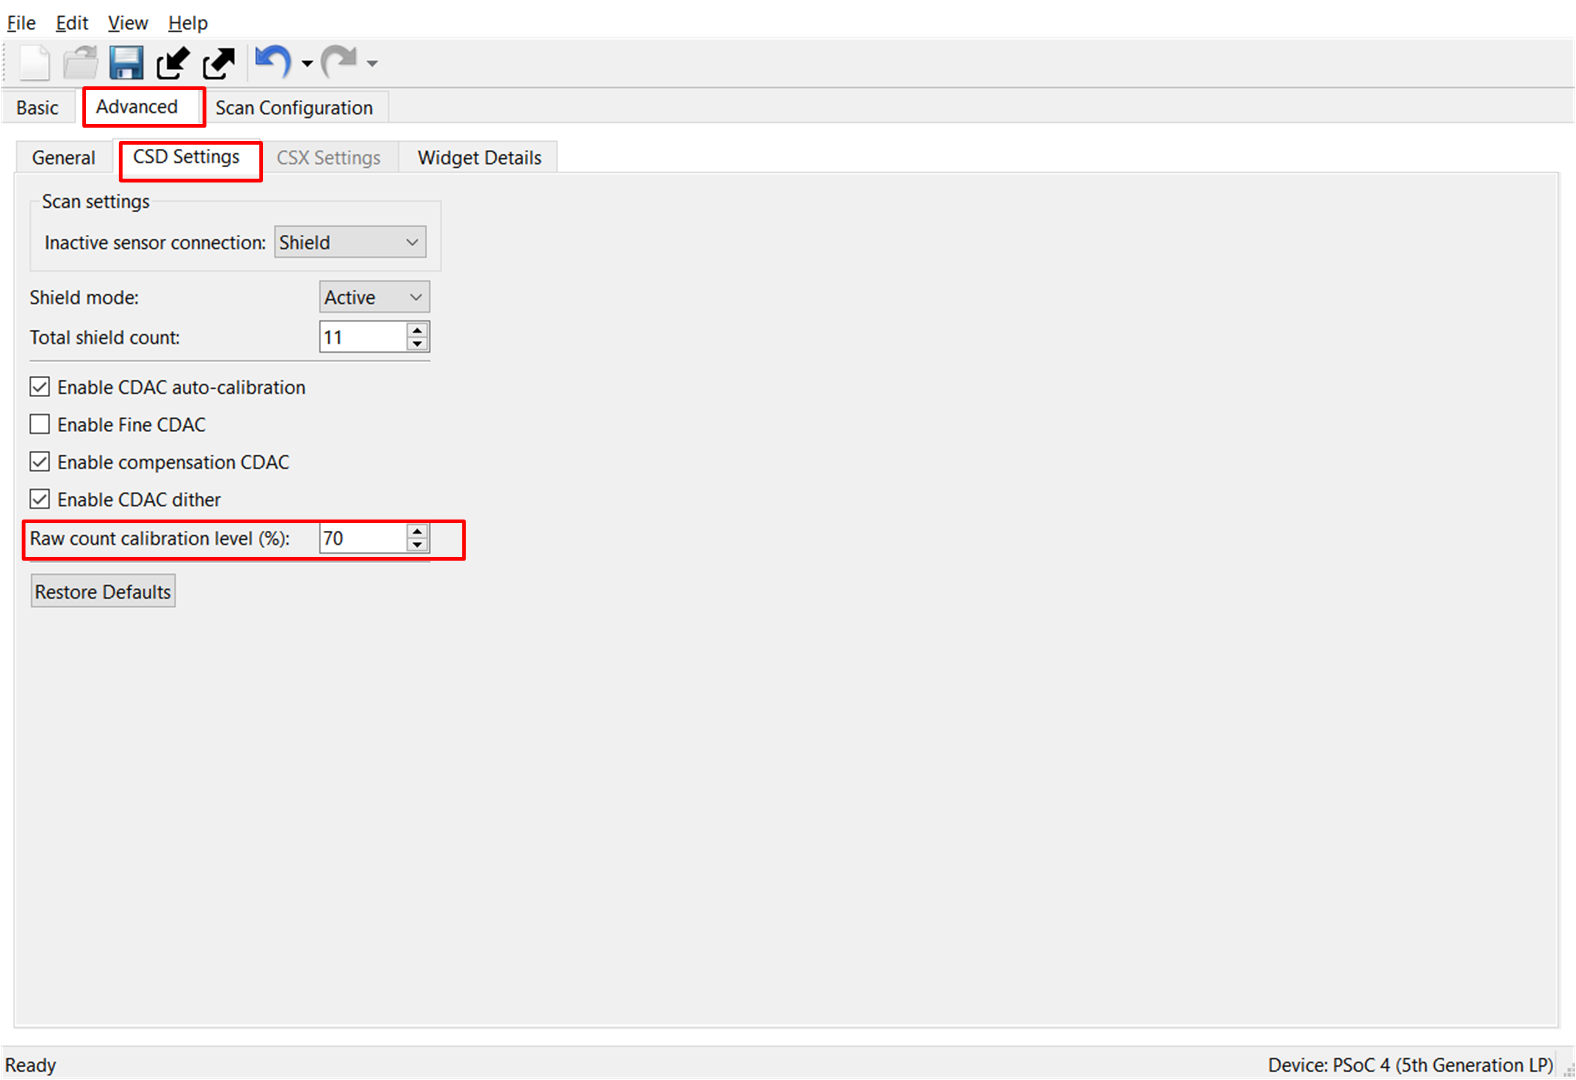 File Edit View Help
Basic Advanced Scan Configuration
General CSD Settings CSX Settings Widget Details
Scan settings
Inactive sensor connection: Shield
Shield mode: Active
Total shield count: 11
Enable CDAC auto-calibration
Enable Fine CDAC
Enable compensation CDAC
Enable CDAC dither
Raw count calibration level (%): 70
Restore Defaults
Ready Device: PSoC 4 (5th Generation LP)